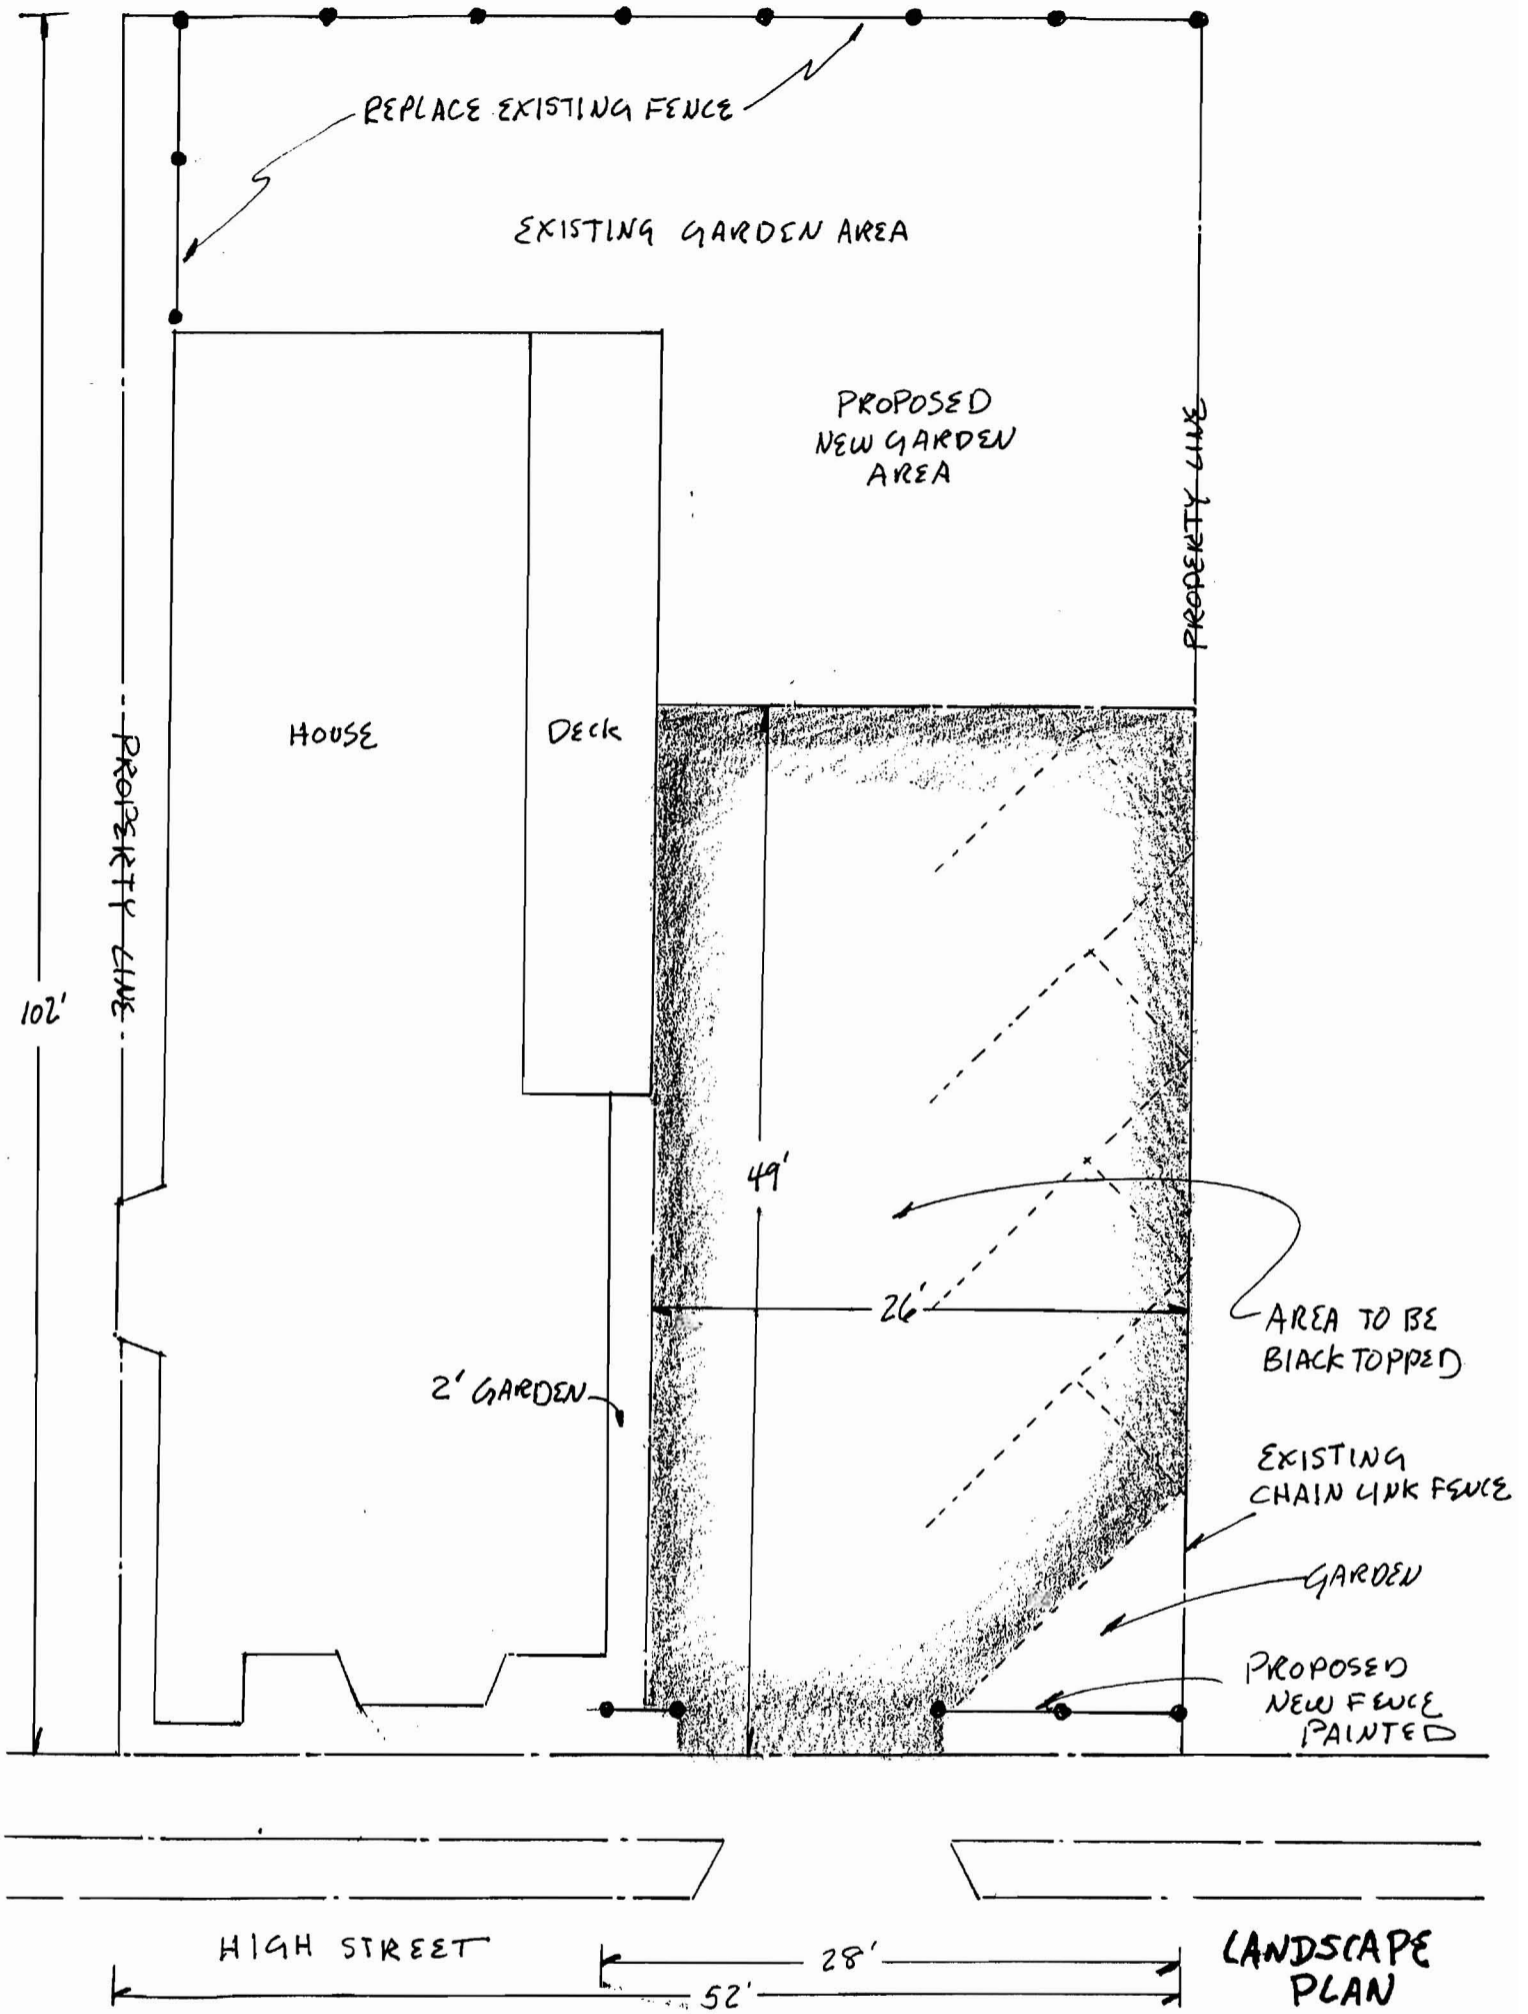 REPLACE EXISTING FENCE
EXISTING GARDEN AREA
PROPOSED
NEW GARDEN
AREA
PROPERTY LINE
HOUSE
DECK
PROPERTY LINE
102'
49'
26'
AREA TO BE
BLACK TOPPED
2' GARDEN
EXISTING
CHAIN LINK FENCE
GARDEN
PROPOSED
NEW FENCE
PAINTED
HIGH STREET
28'
52'
LANDSCAPE
PLAN